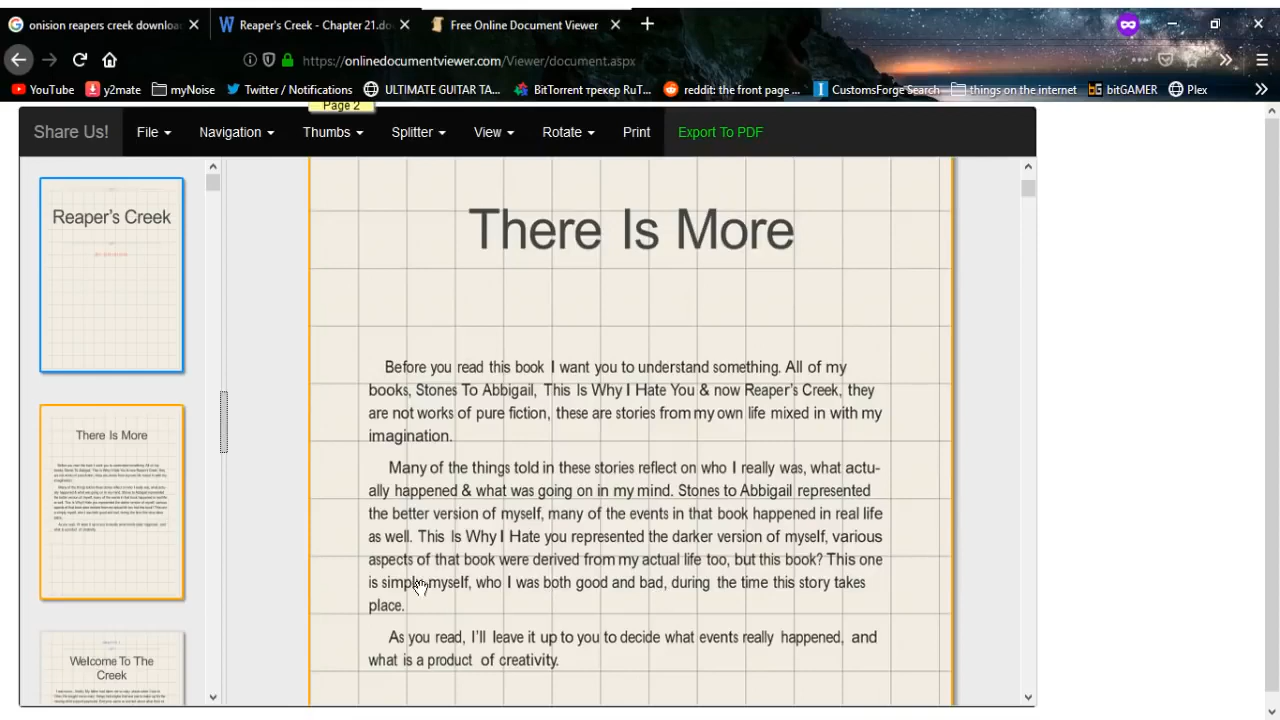 onision reapers creek downloa
Reaper's Creek - Chapter 21.do
Free Online Document Viewer
https://onlinedocumentviewer.com/Viewer/document.aspx
YouTube
y2mate
myNoise
Twitter / Notifications
ULTIMATE GUITAR TA...
BitTorrent трекер RuT...
reddit: the front page ...
CustomsForge Search
things on the internet
bitGAMER
Plex
Page 2
Share Us!
File
Navigation
Thumbs
Splitter
View
Rotate
Print
Export To PDF
Reaper's Creek
There Is More
Welcome To The
Creek
There Is More
Before you read this book I want you to understand something. All of my
books, Stones To Abbigail, This Is Why I Hate You & now Reaper's Creek, they
are not works of pure fiction, these are stories from my own life mixed in with my
imagination.
Many of the things told in these stories reflect on who I really was, what actu-
ally happened & what was going on in my mind. Stones to Abbigail represented
the better version of myself, many of the events in that book happened in real life
as well. This Is Why I Hate you represented the darker version of myself, various
aspects of that book were derived from my actual life too, but this book? This one
is simply myself, who I was both good and bad, during the time this story takes
place.
As you read, I'll leave it up to you to decide what events really happened, and
what is a product of creativity.